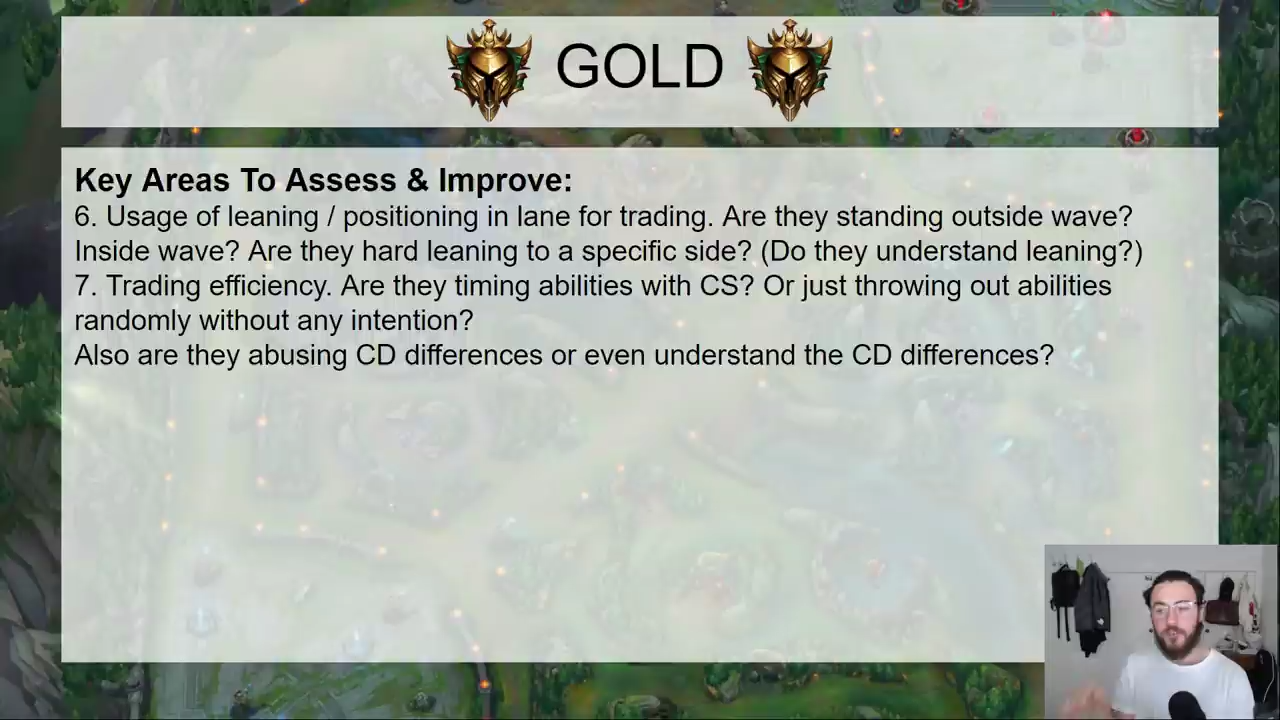 GOLD
Key Areas To Assess & Improve:
6. Usage of leaning / positioning in lane for trading. Are they standing outside wave?
Inside wave? Are they hard leaning to a specific side? (Do they understand leaning?)
7. Trading efficiency. Are they timing abilities with CS? Or just throwing out abilities
randomly without any intention?
Also are they abusing CD differences or even understand the CD differences?